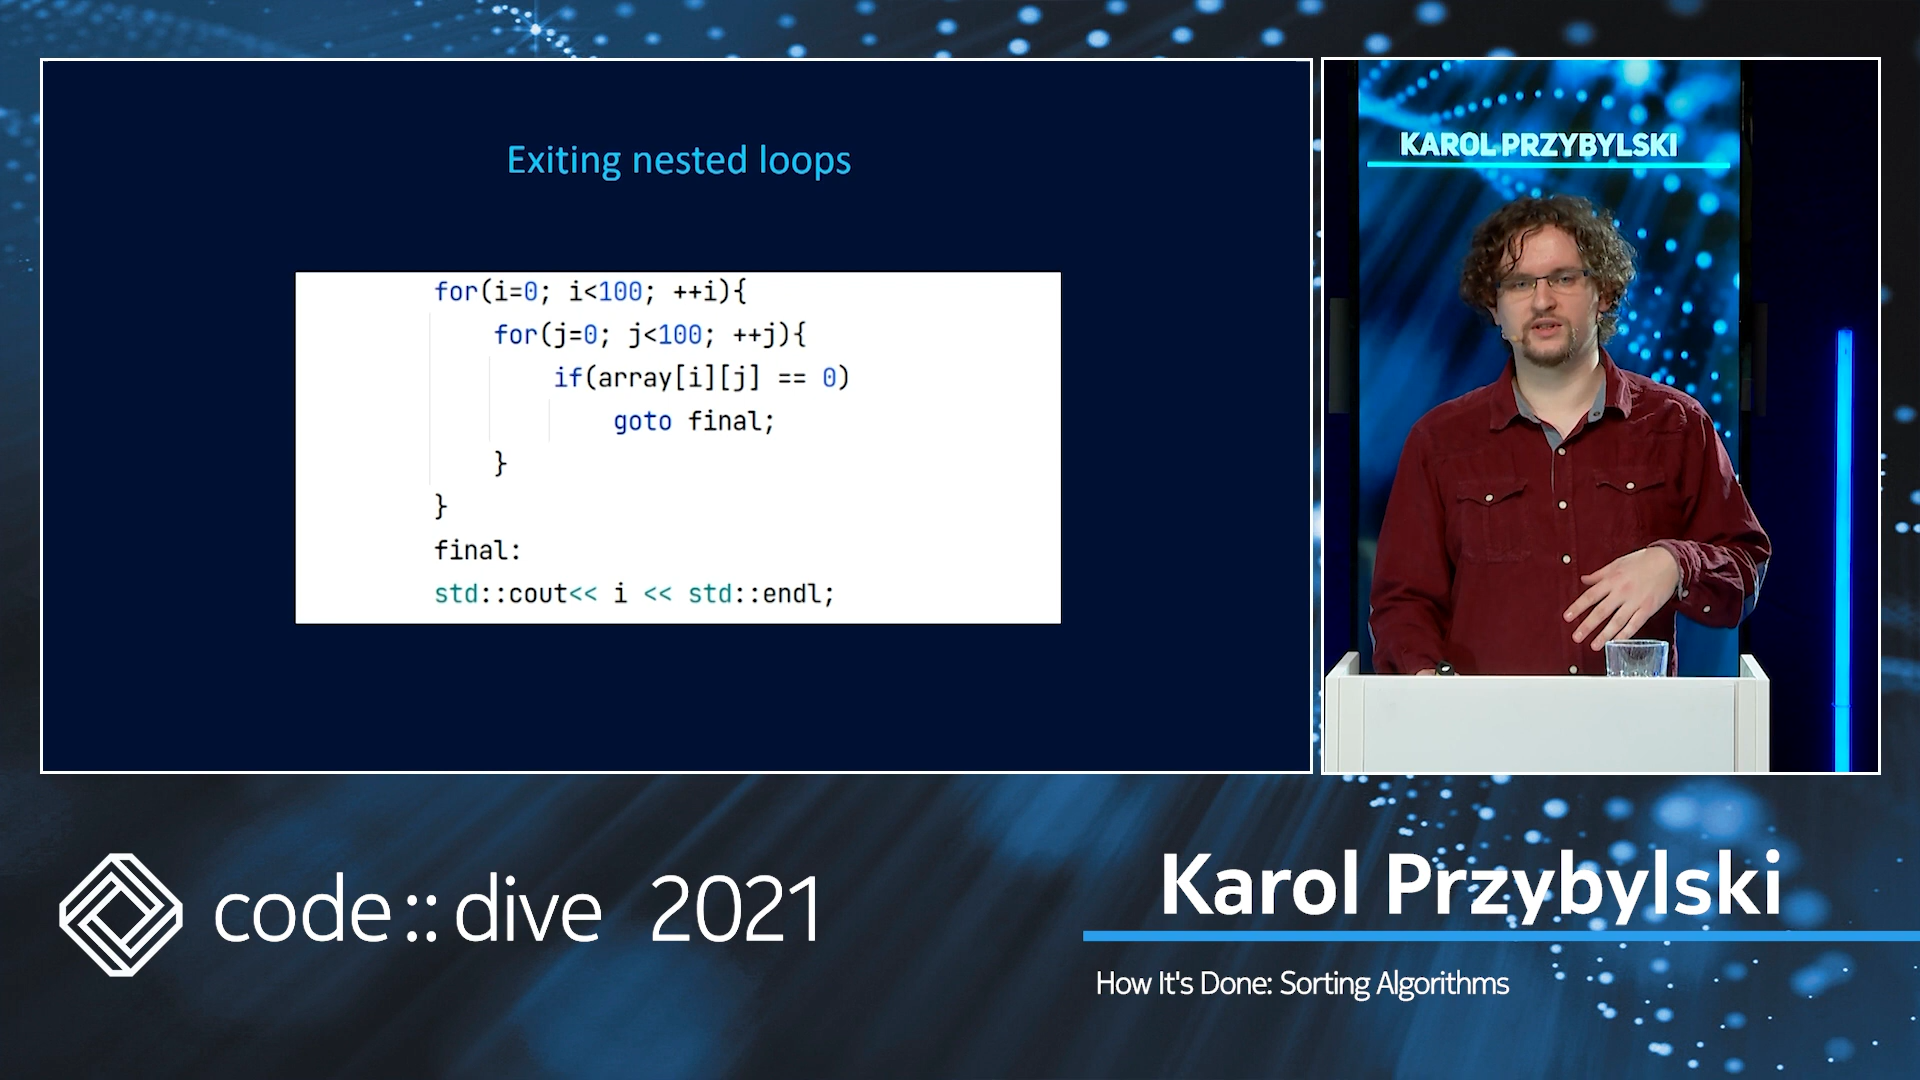 Exiting nested loops
for(i=0; i<100; ++i){
for(j=0; j<100; ++j){
if(array[i][j] == 0)
goto final;
}
}
final:
std::cout<< i << std::endl;
KAROL PRZYBYLSKI
code::dive 2021
Karol Przybylski
How It's Done: Sorting Algorithms